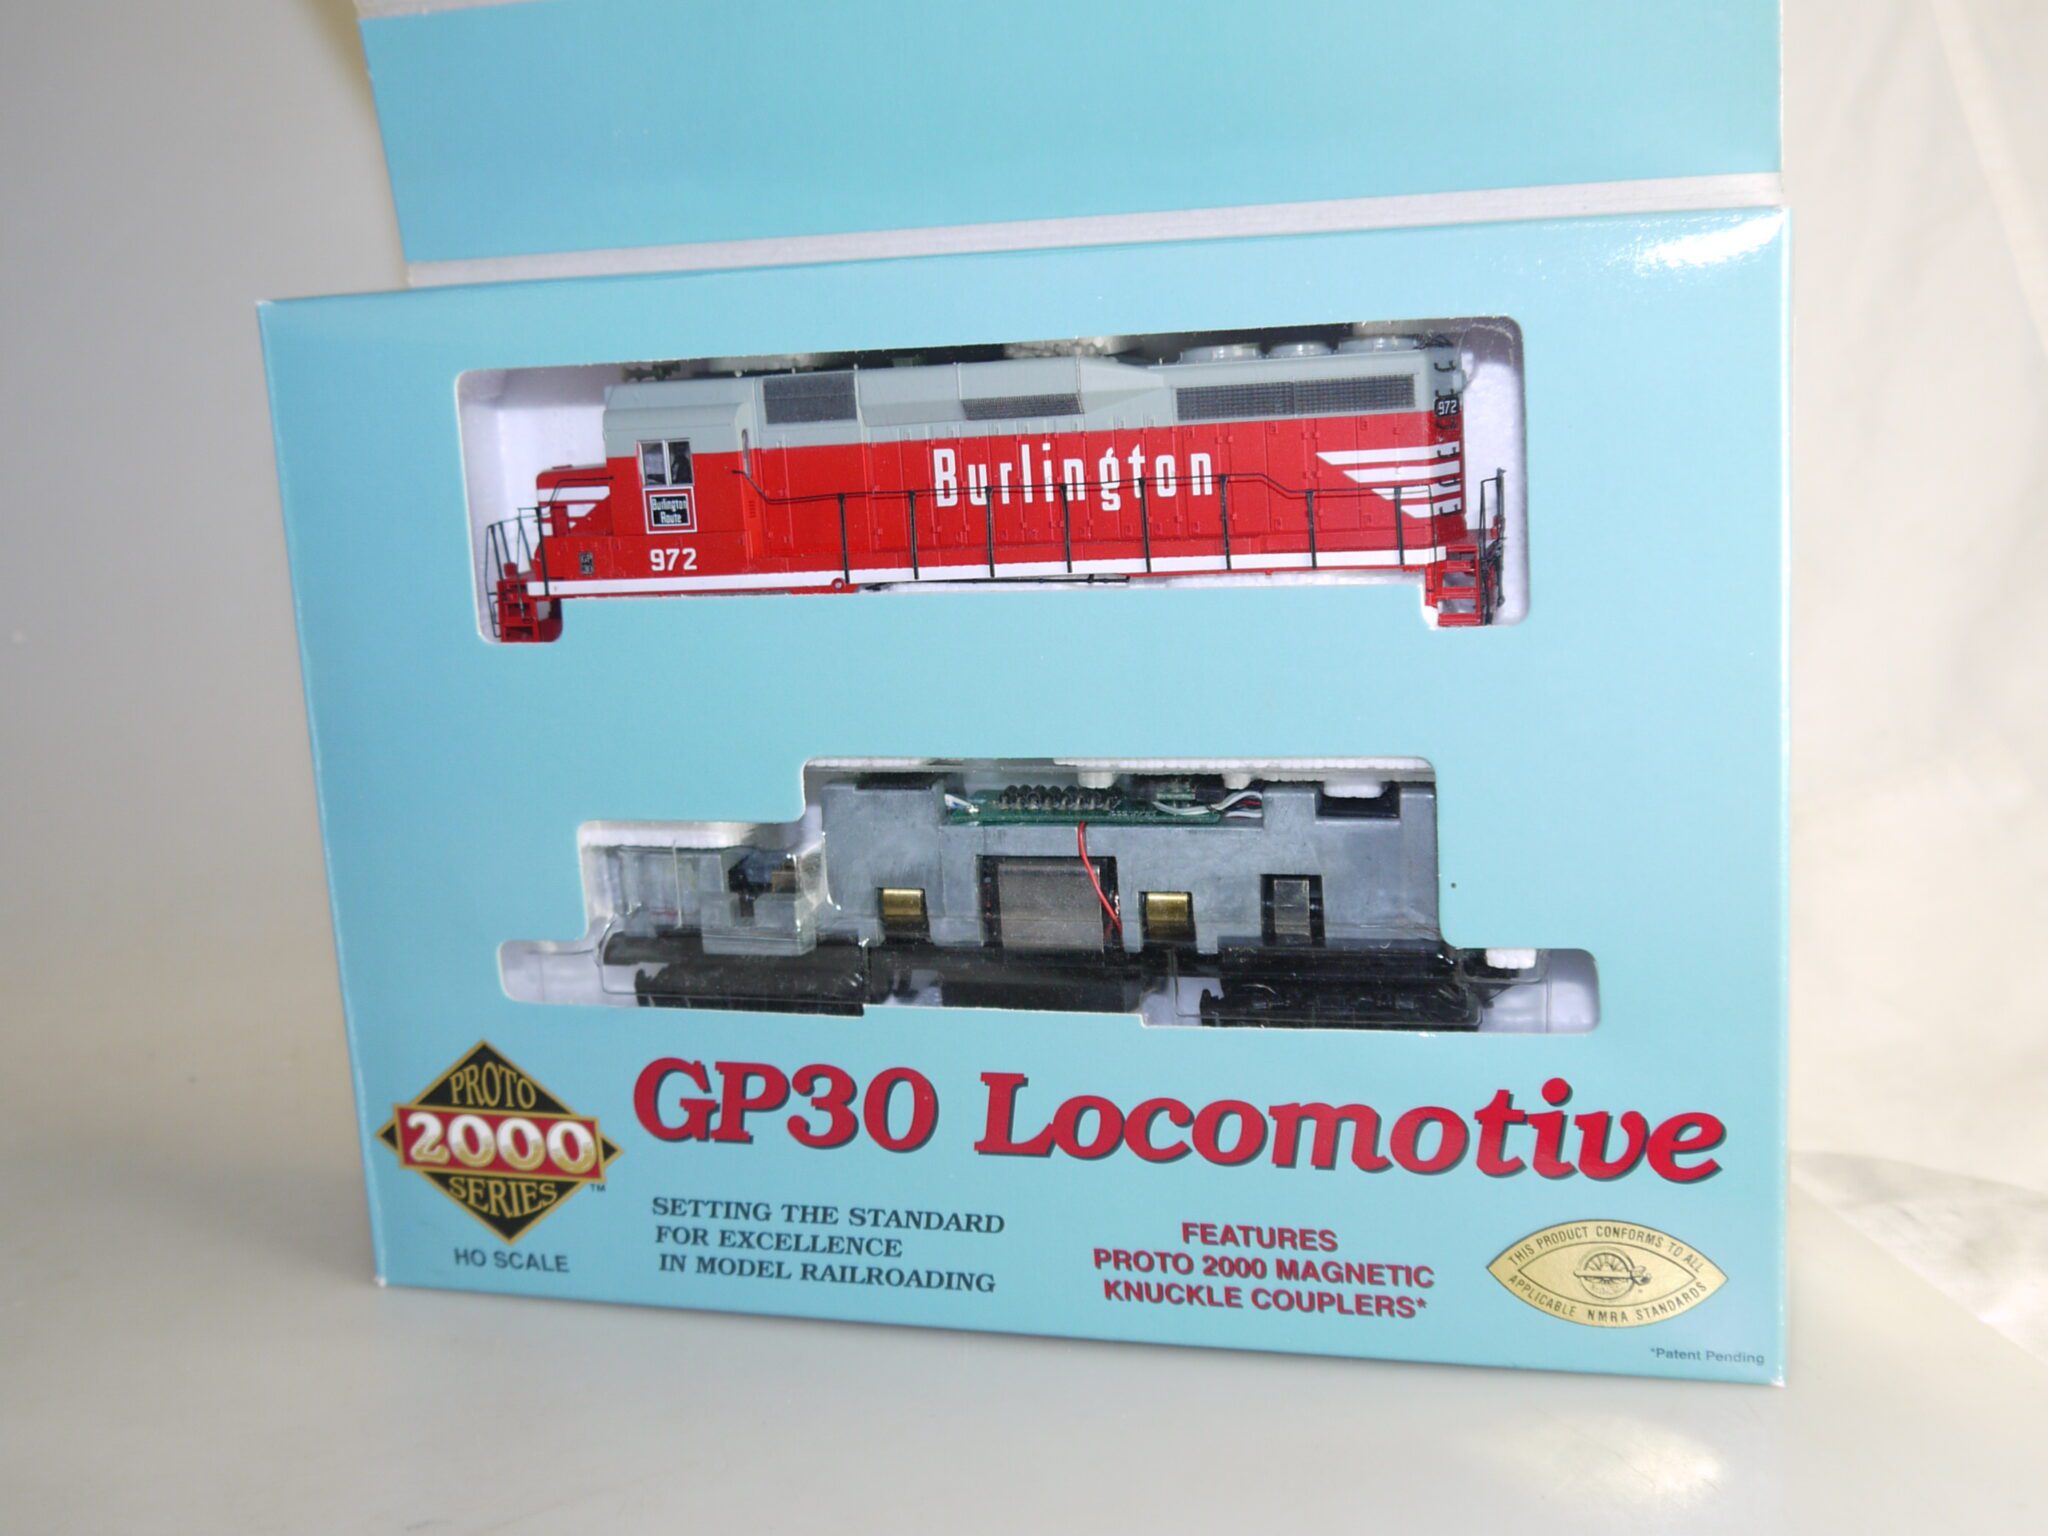 972
Burlington
Burlington
Route
972
PROTO
2000
SERIES™
HO SCALE
GP30 Locomotive
SETTING THE STANDARD
FOR EXCELLENCE
IN MODEL RAILROADING
FEATURES
PROTO 2000 MAGNETIC
KNUCKLE COUPLERS*
THIS PRODUCT CONFORMS TO ALL
APPLICABLE NMRA STANDARDS
*Patent Pending